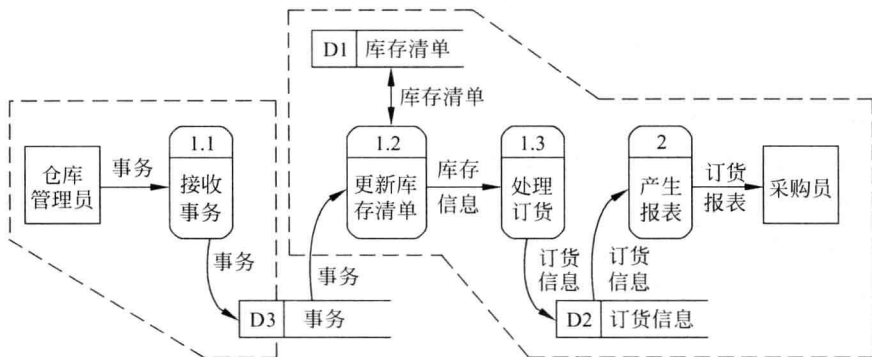 D1 库存清单
库存清单
1.1
1.2
1.3
2
仓库
管理员
事务
接收
事务
更新库
存清单
库存
信息
处理
订货
产生
报表
订货
报表
采购员
事务
事务
订货
信息
订货
信息
D3 事务
D2 订货信息